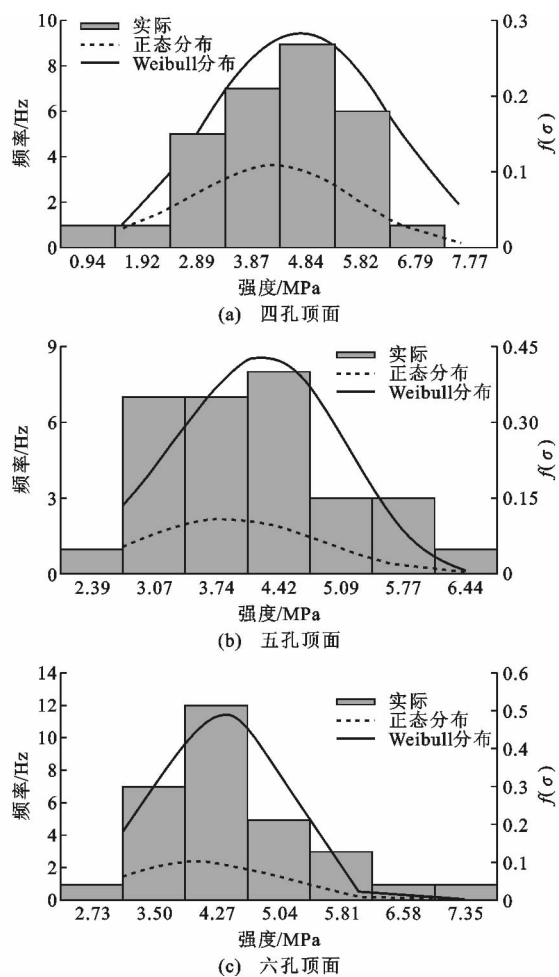 10
8
6
4
2
0
频率/Hz
实际
正态分布
Weibull分布
0.3
0.2
0.1
0
f(σ)
0.94 1.92 2.89 3.87 4.84 5.82 6.79 7.77
强度/MPa
(a) 四孔顶面
9
6
3
0
频率/Hz
实际
正态分布
Weibull分布
0.45
0.30
0.15
0
f(σ)
2.39 3.07 3.74 4.42 5.09 5.77 6.44
强度/MPa
(b) 五孔顶面
14
12
10
8
6
4
2
0
频率/Hz
实际
正态分布
Weibull分布
0.6
0.5
0.4
0.3
0.2
0.1
0
f(σ)
2.73 3.50 4.27 5.04 5.81 6.58 7.35
强度/MPa
(c) 六孔顶面